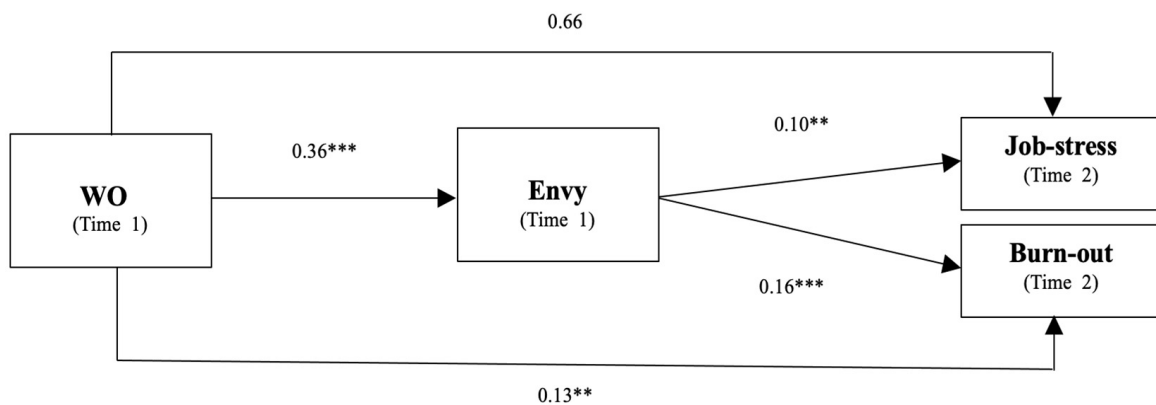 0.66
WO
(Time 1)
0.36***
Envy
(Time 1)
0.10**
0.16***
Job-stress
(Time 2)
Burn-out
(Time 2)
0.13**